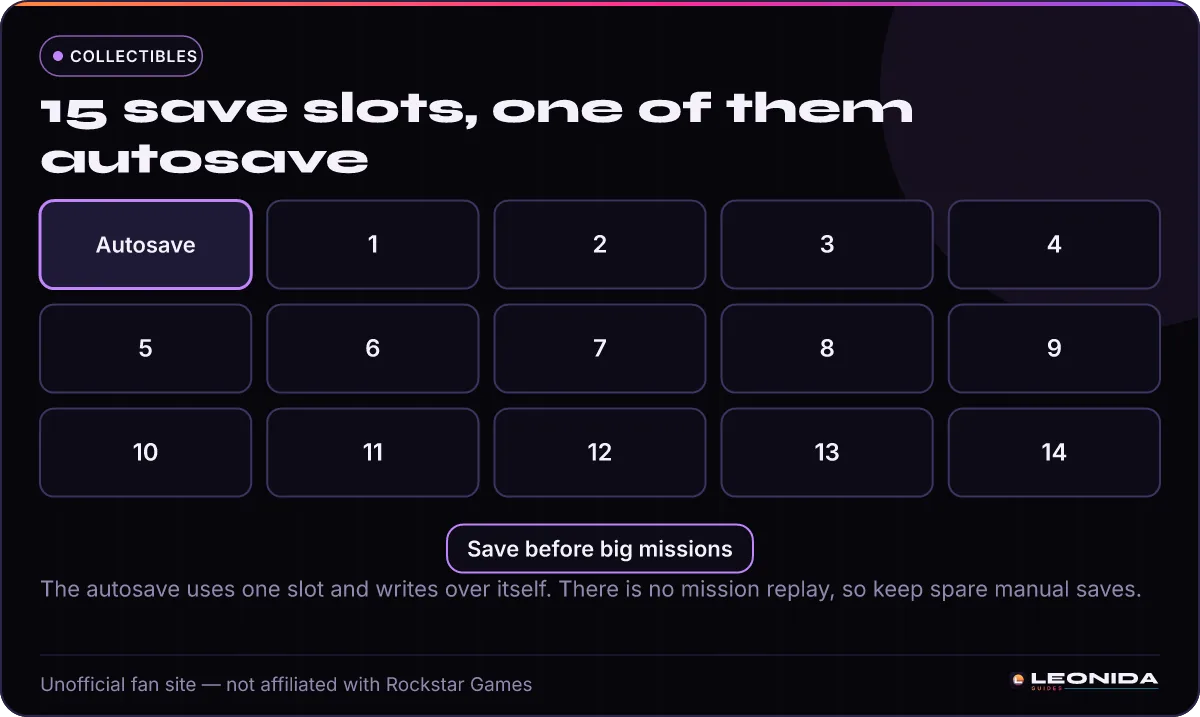 COLLECTIBLES
15 save slots, one of them
autosave
Autosave
1
2
3
4
5
6
7
8
9
10
11
12
13
14
Save before big missions
The autosave uses one slot and writes over itself. There is no mission replay, so keep spare manual saves.
Unofficial fan site — not affiliated with Rockstar Games
LEONIDA
GUIDES